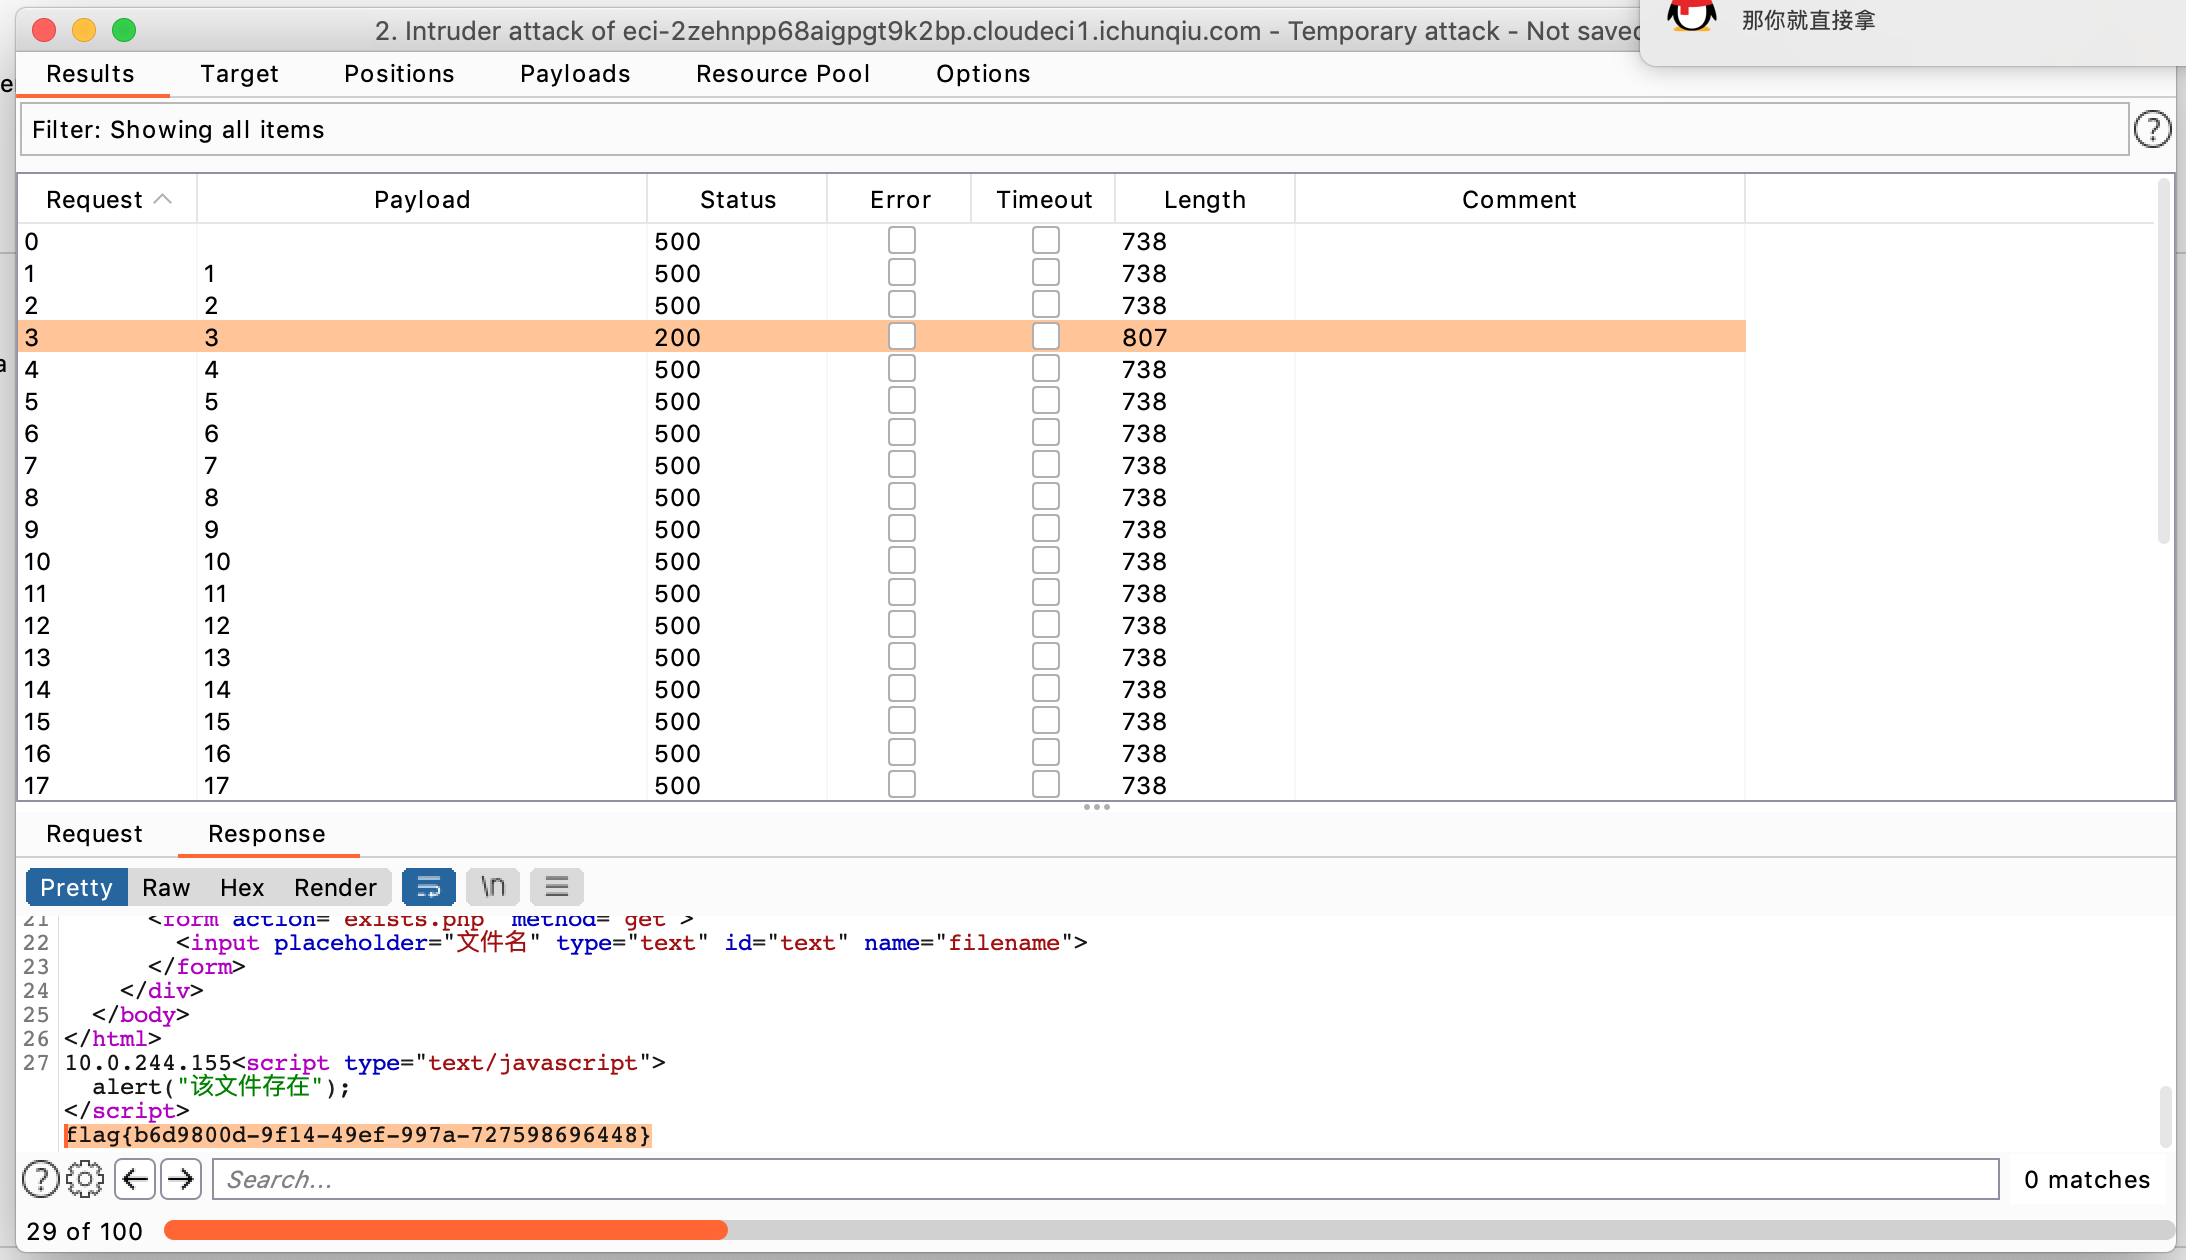 2. Intruder attack of eci-2zehnpp68aigpgt9k2bp.cloudeci1.ichunqiu.com - Temporary attack - Not saved
那你就直接拿
Results Target Positions Payloads Resource Pool Options
Filter: Showing all items
?
Request Payload Status Error Timeout Length Comment
0 500 738
1 1 500 738
2 2 500 738
3 3 200 807
4 4 500 738
5 5 500 738
6 6 500 738
7 7 500 738
8 8 500 738
9 9 500 738
10 10 500 738
11 11 500 738
12 12 500 738
13 13 500 738
14 14 500 738
15 15 500 738
16 16 500 738
17 17 500 738
Request Response
Pretty Raw Hex Render \n
21 <form action="exists.php" method="get">
22 <input placeholder="文件名" type="text" id="text" name="filename">
23 </form>
24 </div>
25 </body>
26 </html>
27 10.0.244.155<script type="text/javascript">
alert("该文件存在");
</script>
flag{b6d9800d-9f14-49ef-997a-727598696448}
? Search... 0 matches
29 of 100